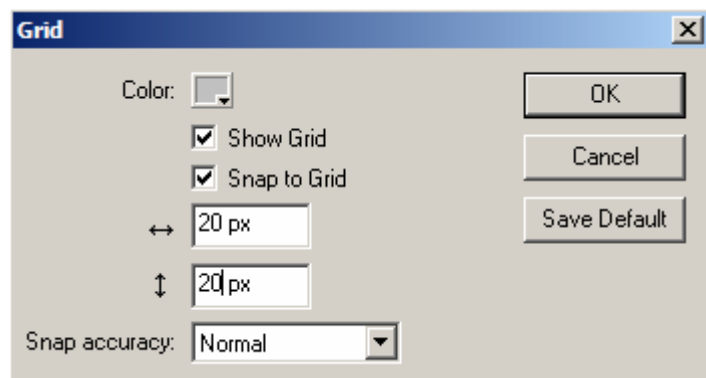 Grid
Color:
OK
Show Grid
Cancel
Snap to Grid
20 px
Save Default
20 px
Snap accuracy: Normal